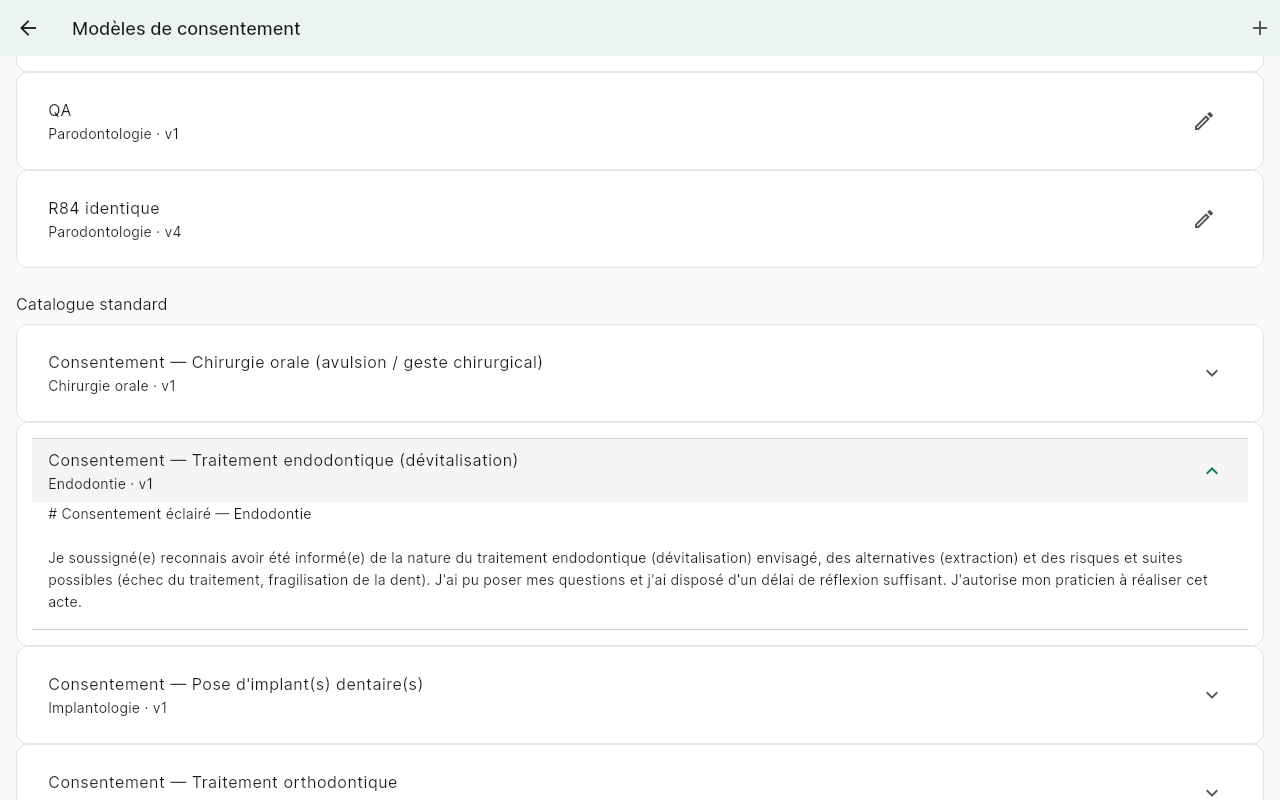 Modèles de consentement
QA
Parodontologie · v1
R84 identique
Parodontologie · v4
Catalogue standard
Consentement — Chirurgie orale (avulsion / geste chirurgical)
Chirurgie orale · v1
Consentement — Traitement endodontique (dévitalisation)
Endodontie · v1
# Consentement éclairé — Endodontie
Je soussigné(e) reconnais avoir été informé(e) de la nature du traitement endodontique (dévitalisation) envisagé, des alternatives (extraction) et des risques et suites
possibles (échec du traitement, fragilisation de la dent). J'ai pu poser mes questions et j'ai disposé d'un délai de réflexion suffisant. J'autorise mon praticien à réaliser cet
acte.
Consentement — Pose d'implant(s) dentaire(s)
Implantologie · v1
Consentement — Traitement orthodontique